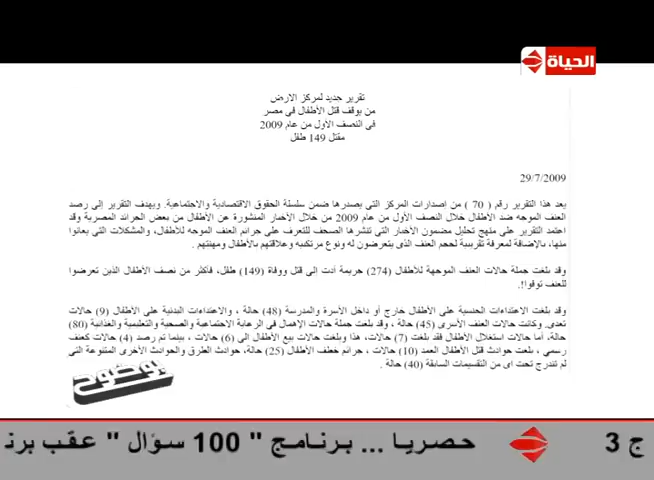 الحياة
تقرير جديد لمركز الارض
من يوقف قتل الأطفال في مصر
في النصف الأول من عام 2009
مقتل 149 طفل
29/7/2009
يعد هذا التقرير رقم ( 70 ) من إصدارات المركز التي يصدرها ضمن سلسلة الحقوق الاقتصادية والاجتماعية. ويهدف التقرير إلى رصد
العنف الموجه ضد الأطفال خلال النصف الأول من عام 2009 من خلال الأخبار المنشورة عن الأطفال من بعض الجرائد المصرية وقد
اعتمد التقرير على منهج تحليل مضمون الأخبار التي تنشرها الصحف للتعرف على جرائم العنف الموجه للأطفال، والمشكلات التي يعانوا
منها، بالإضافة لمعرفة تقريبية لحجم العنف الذى يتعرضون له ونوع مرتكبيه وعلاقتهم بالأطفال ومهنتهم .
وقد بلغت جملة حالات العنف الموجهة للأطفال (274) جريمة أدت إلى قتل ووفاة (149) طفل، فأكثر من نصف الأطفال الذين تعرضوا
للعنف توفوا!.
وقد بلغت الاعتداءات الجنسية على الأطفال خارج أو داخل الأسرة والمدرسة (48) حالة ، والاعتداءات البدنية على الأطفال (9) حالات
تعدى. وكانت حالات العنف الأسرى (45) حالة ، وقد بلغت جملة حالات الإهمال في الرعاية الاجتماعية والصحية والتعليمية والغذائية (80)
حالة، أما حالات استغلال الأطفال فقد بلغت (7) حالات، هذا وبلغت حالات بيع الأطفال الى (6) حالات ، بينما تم رصد (4) حالات كعنف
رسمي ، بلغت حوادث قتل الأطفال العمد (10) حالات ، جرائم خطف الأطفال (25) حالة، حوادث الطرق والحوادث الأخرى المتنوعة التي
لم تندرج تحت اى من التقسيمات السابقة (40) حالة .
بوضوح
ج 3 حصريا ... برنامج " 100 سؤال " عقب برنـ